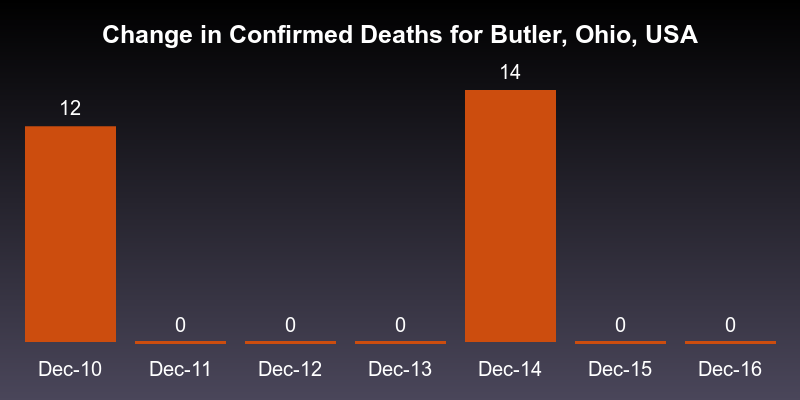 Change in Confirmed Deaths for Butler, Ohio, USA
14
12
0 0 0 0 0
Dec-10 Dec-11 Dec-12 Dec-13 Dec-14 Dec-15 Dec-16